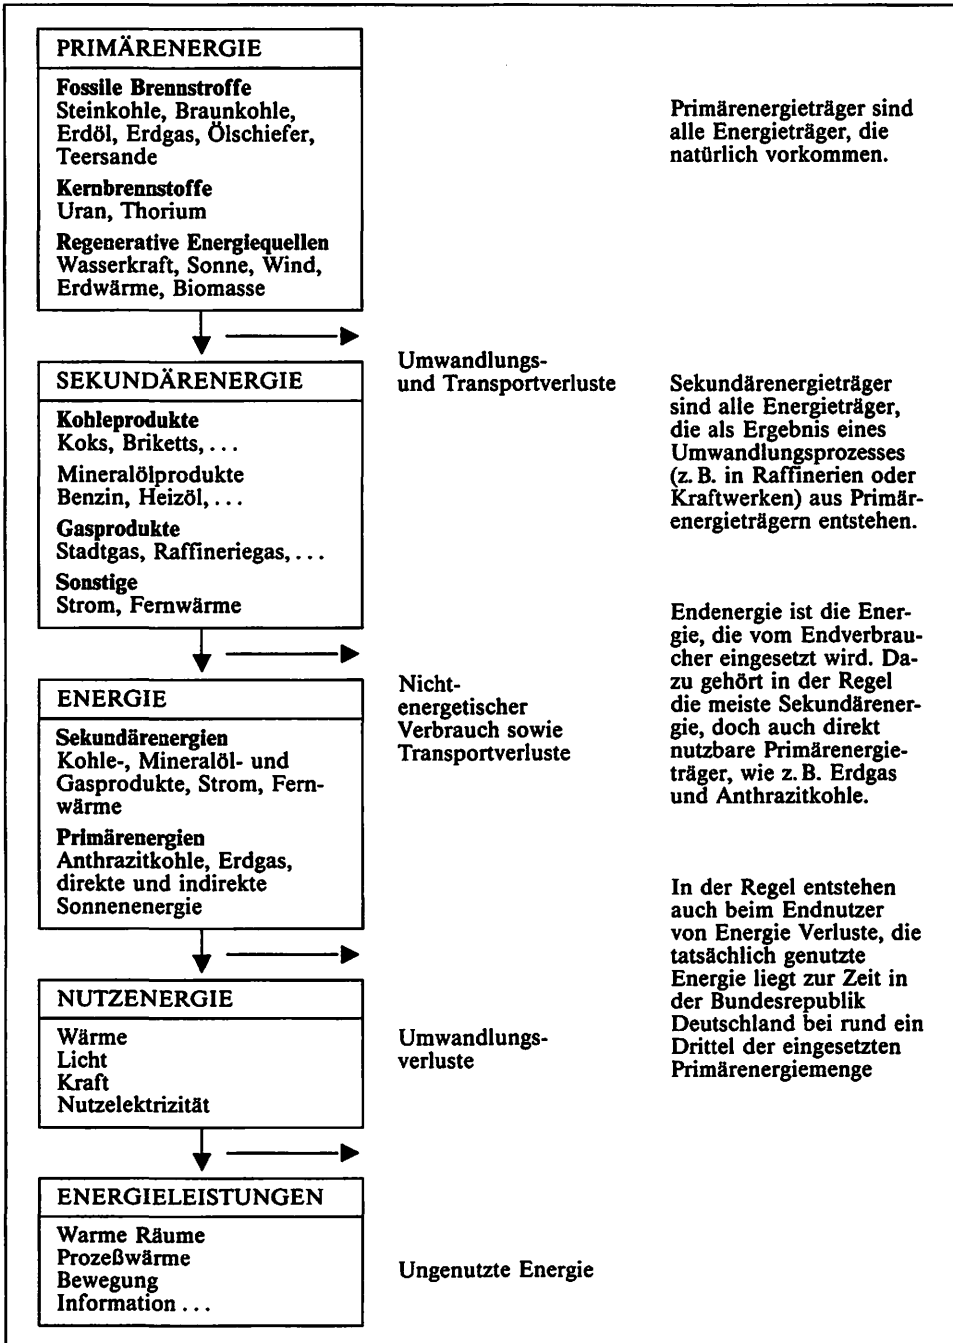 PRIMÄRENERGIE
Fossile Brennstroffe
Steinkohle, Braunkohle,
Erdöl, Erdgas, Ölschiefer,
Teersande
Kernbrennstoffe
Uran, Thorium
Regenerative Energiequellen
Wasserkraft, Sonne, Wind,
Erdwärme, Biomasse
Primärenergieträger sind
alle Energieträger, die
natürlich vorkommen.
Umwandlungs-
und Transportverluste
SEKUNDÄRENERGIE
Kohleprodukte
Koks, Briketts, ...
Mineralölprodukte
Benzin, Heizöl, ...
Gasprodukte
Stadtgas, Raffineriegas, ...
Sonstige
Strom, Fernwärme
Sekundärenergieträger
sind alle Energieträger,
die als Ergebnis eines
Umwandlungsprozesses
(z. B. in Raffinerien oder
Kraftwerken) aus Primär-
energieträgern entstehen.
Nicht-
energetischer
Verbrauch sowie
Transportverluste
ENERGIE
Sekundärenergien
Kohle-, Mineralöl- und
Gasprodukte, Strom, Fern-
wärme
Primärenergien
Anthrazitkohle, Erdgas,
direkte und indirekte
Sonnenenergie
Endenergie ist die Ener-
gie, die vom Endverbrau-
cher eingesetzt wird. Da-
zu gehört in der Regel
die meiste Sekundärener-
gie, doch auch direkt
nutzbare Primärenergie-
träger, wie z. B. Erdgas
und Anthrazitkohle.
NUTZENERGIE
Wärme
Licht
Kraft
Nutzelektrizität
Umwandlungs-
verluste
In der Regel entstehen
auch beim Endnutzer
von Energie Verluste, die
tatsächlich genutzte
Energie liegt zur Zeit in
der Bundesrepublik
Deutschland bei rund ein
Drittel der eingesetzten
Primärenergiemenge
ENERGIELEISTUNGEN
Warme Räume
Prozeßwärme
Bewegung
Information ...
Ungenutzte Energie